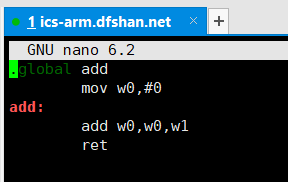 1 ics-arm.dfshan.net × +
GNU nano 6.2
.global add
mov w0,#0
add:
add w0,w0,w1
ret